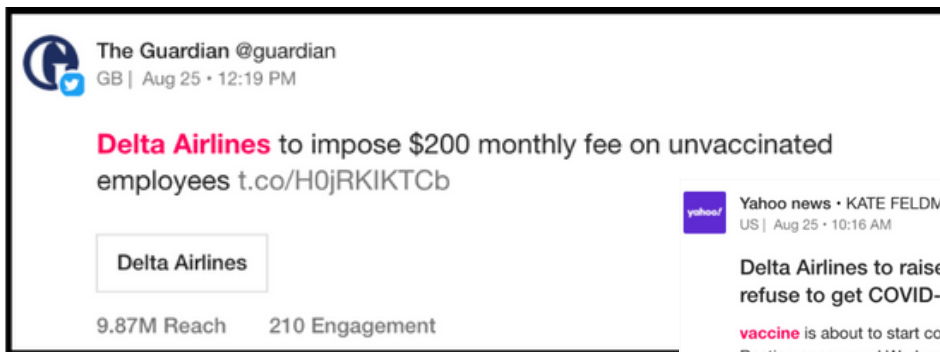 The Guardian @guardian
GB | Aug 25 • 12:19 PM
Delta Airlines to impose $200 monthly fee on unvaccinated
employees t.co/H0jRKIKTCb
Delta Airlines
9.87M Reach 210 Engagement
yahoo!
Yahoo news • KATE FELDM
US | Aug 25 • 10:16 AM
Delta Airlines to raise
refuse to get COVID-
vaccine is about to start co